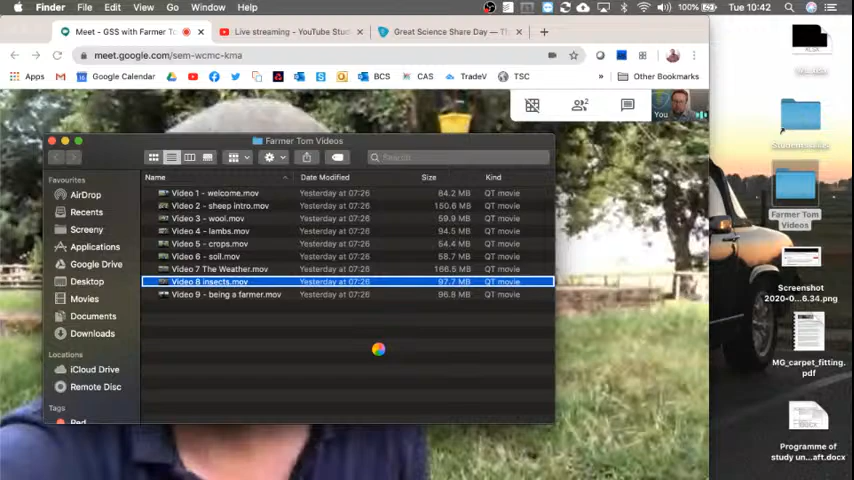 Finder File Edit View Go Window Help 100% Tue 10:42
Meet - GSS with Farmer T Live streaming - YouTube Stud Great Science Share Day — Th
meet.google.com/sem-wcmc-kma
Apps Google Calendar BCS CAS TradeV TSC » Other Bookmarks
2
You
Farmer Tom Videos
Search
Name Date Modified Size Kind
Favourites
AirDrop
Recents
Screeny
Applications
Google Drive
Desktop
Movies
Documents
Downloads
Locations
iCloud Drive
Remote Disc
Tags
Red
Video 1 - welcome.mov Yesterday at 07:26 84.2 MB QT movie
Video 2 - sheep intro.mov Yesterday at 07:26 150.6 MB QT movie
Video 3 - wool.mov Yesterday at 07:26 59.9 MB QT movie
Video 4 - lambs.mov Yesterday at 07:26 94.5 MB QT movie
Video 5 - crops.mov Yesterday at 07:26 54.4 MB QT movie
Video 6 - soil.mov Yesterday at 07:26 58.7 MB QT movie
Video 7 The Weather.mov Yesterday at 07:26 166.5 MB QT movie
Video 8 insects.mov Yesterday at 07:26 97.7 MB QT movie
Video 9 - being a farmer.mov Yesterday at 07:26 96.8 MB QT movie
XLSX
Farmer Tom
Videos
Screenshot
2020-0...6.34.png
MG_carpet_fitting.
pdf
DOCX
Programme of
study un...aft.docx